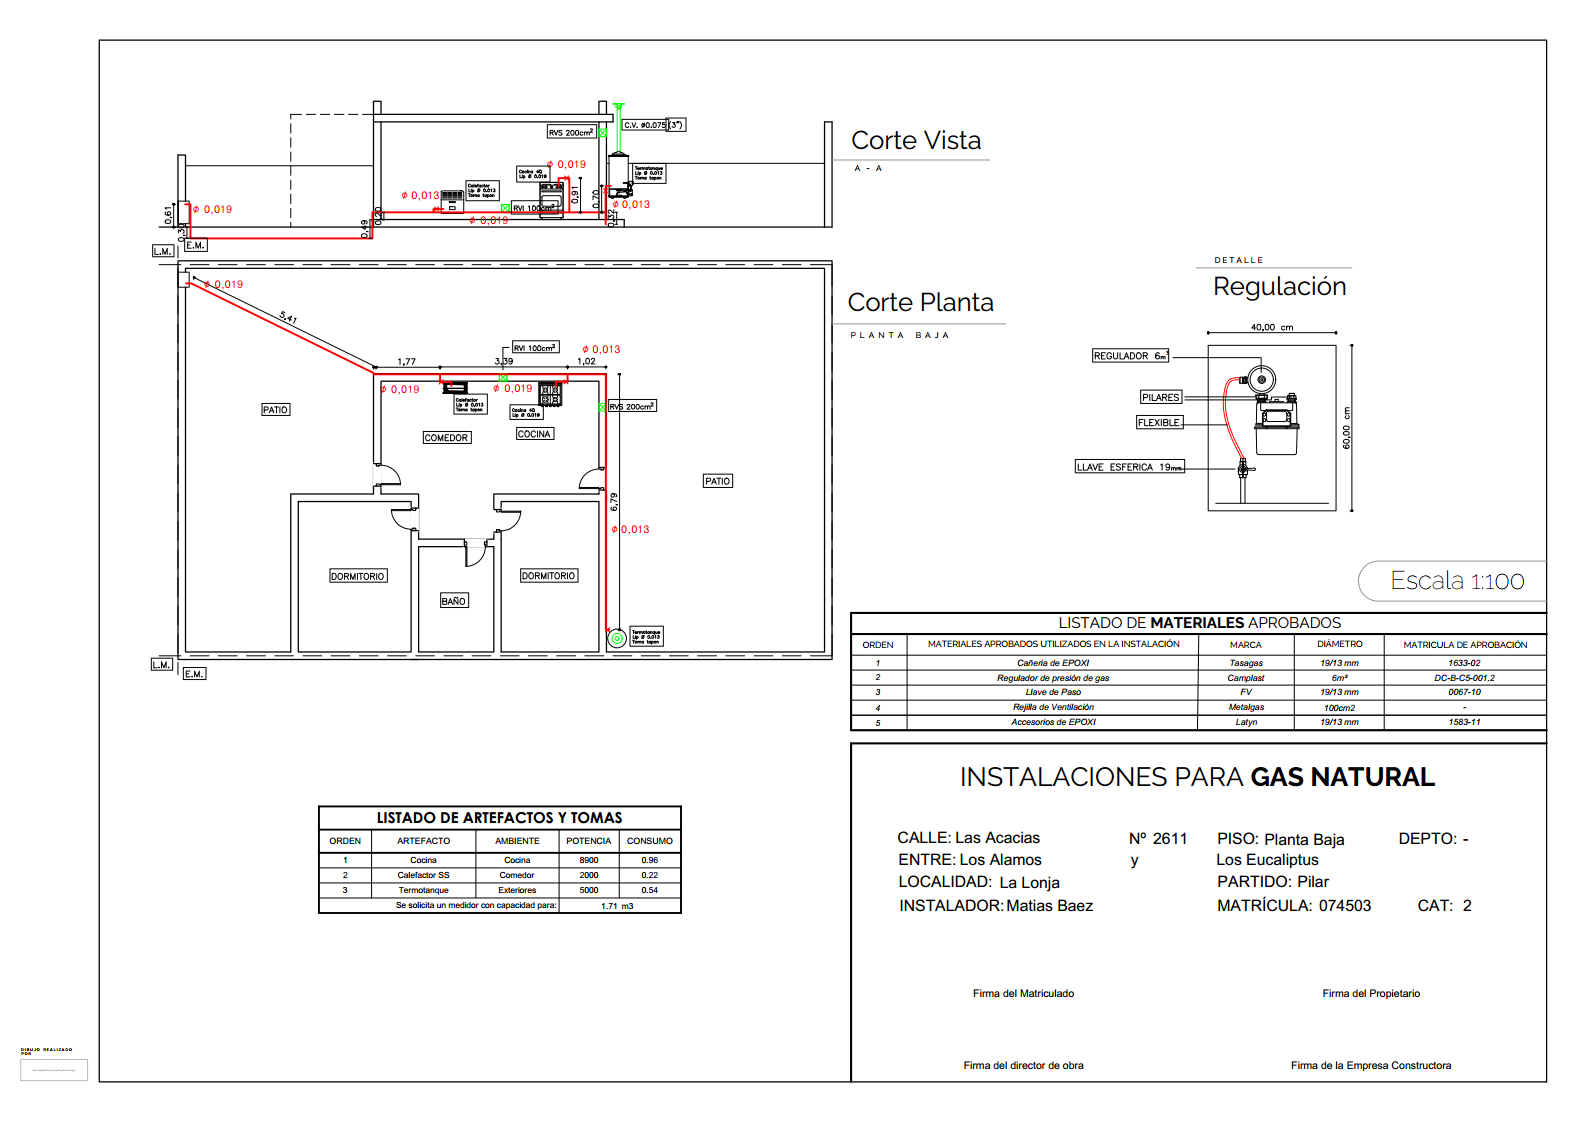 RVS 200cm²
C.V. ø0.075 (3")
Corte Vista
A - A
Cocina 4Q
Llp Ø 0.019
Ø 0,019
Termotanque
Llp Ø 0.013
Toma tapon
Calefactor
Llp Ø 0.013
Toma tapon
Ø 0,013
0,91
0,70
Ø 0,013
RVI 100cm²
Ø 0,019
0,61
Ø 0,019
0,20
0,49
0,32
E.M.
L.M.
Ø 0,019
5,41
Corte Planta
PLANTA BAJA
RVI 100cm²
Ø 0,013
1,77
3,39
1,02
Ø 0,019
Ø 0,019
Calefactor
Llp Ø 0.013
Toma tapon
Cocina 4Q
Llp Ø 0.019
RVS 200cm²
PATIO
COMEDOR
COCINA
PATIO
6,79
Ø 0,013
DORMITORIO
DORMITORIO
BAÑO
Termotanque
Llp Ø 0.013
Toma tapon
L.M.
E.M.
DETALLE
Regulación
40,00 cm
REGULADOR 6m³
PILARES
FLEXIBLE
60,00 cm
LLAVE ESFERICA 19mm
Escala 1:100
LISTADO DE MATERIALES APROBADOS
ORDEN MATERIALES APROBADOS UTILIZADOS EN LA INSTALACIÓN MARCA DIÁMETRO MATRICULA DE APROBACIÓN
1 Cañeria de EPOXI Tasagas 19/13 mm 1633-02
2 Regulador de presión de gas Camplast 6m³ DC-B-C5-001.2
3 Llave de Paso FV 19/13 mm 0067-10
4 Rejilla de Ventilación Metalgas 100cm2 -
5 Accesorios de EPOXI Latyn 19/13 mm 1583-11
INSTALACIONES PARA GAS NATURAL
CALLE: Las Acacias Nº 2611 PISO: Planta Baja DEPTO: -
ENTRE: Los Alamos y Los Eucaliptus
LOCALIDAD: La Lonja PARTIDO: Pilar
INSTALADOR: Matias Baez MATRÍCULA: 074503 CAT: 2
Firma del Matriculado Firma del Propietario
Firma del director de obra Firma de la Empresa Constructora
LISTADO DE ARTEFACTOS Y TOMAS
ORDEN ARTEFACTO AMBIENTE POTENCIA CONSUMO
1 Cocina Cocina 8900 0.96
2 Calefactor SS Comedor 2000 0.22
3 Termotanque Exteriores 5000 0.54
Se solicita un medidor con capacidad para: 1.71 m3
DIBUJO REALIZADO
POR